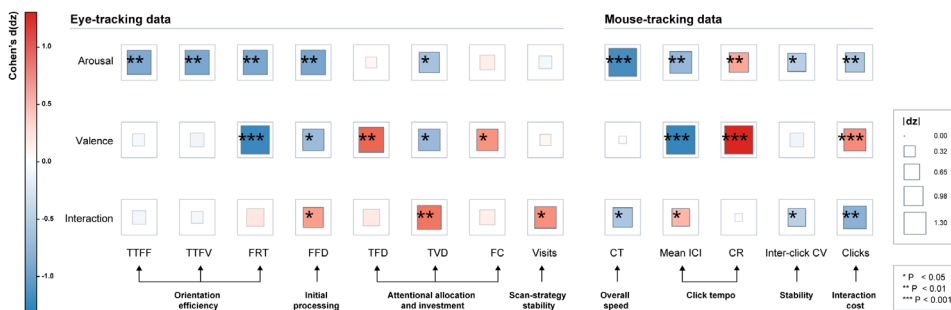 Eye-tracking data
Mouse-tracking data
Cohen's d(dz)
1.0
0.5
0.0
-0.5
-1.0
Arousal
** ** ** ** * *** ** ** * **
Valence
*** * ** * * *** *** ***
Interaction
* ** * * * * **
TTFF TTFV FRT FFD TFD TVD FC Visits CT Mean ICI CR Inter-click CV Clicks
Orientation efficiency
Initial processing
Attentional allocation and investment
Scan-strategy stability
Overall speed
Click tempo
Stability
Interaction cost
|dz|
0.00
0.32
0.65
0.98
1.30
* P < 0.05
** P < 0.01
*** P < 0.001